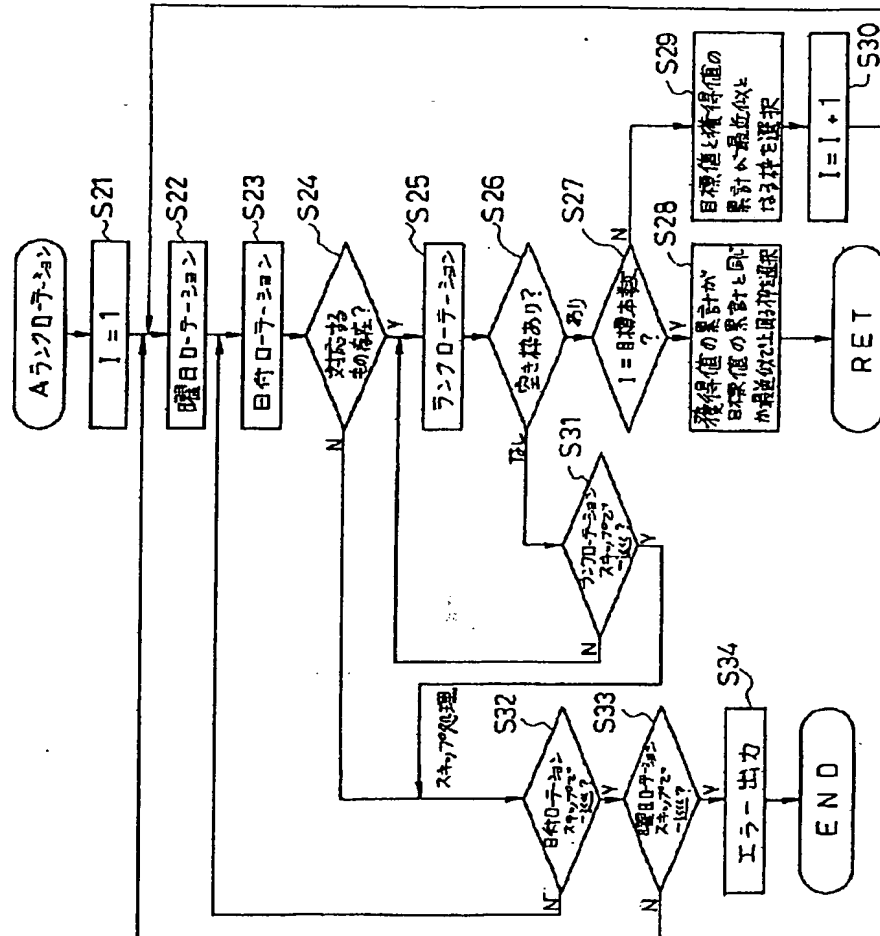 Aランクローテーション
S21
I = 1
S22
曜日ローテーション
S23
日付ローテーション
S24
対応する
もの存在?
N
Y
S25
ランクローテーション
S26
空き枠あり?
なし
あり
S27
I=目標本数
?
N
Y
S28
獲得値の累計が
目標値の累計と同じ
か最近似で上回る枠を選択
RET
S29
目標値と獲得値の
累計が最近似と
なる枠を選択
S30
I = I + 1
S31
ランクローテーション
スキップで
一巡?
N
Y
スキップ処理
S32
日付ローテーション
スキップで
一巡?
N
Y
S33
曜日ローテーション
スキップで
一巡?
N
Y
S34
エラー出力
END